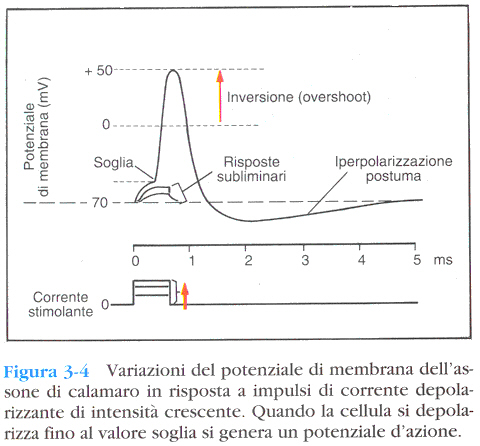 + 50
Inversione (overshoot)
0
Potenziale
di membrana (mV)
Soglia
Risposte
subliminari
Iperpolarizzazione
postuma
- 70
0 1 2 3 4 5 ms
Corrente
stimolante
0
Figura 3-4 Variazioni del potenziale di membrana dell'as-
sone di calamaro in risposta a impulsi di corrente depola-
rizzante di intensità crescente. Quando la cellula si depola-
rizza fino al valore soglia si genera un potenziale d'azione.